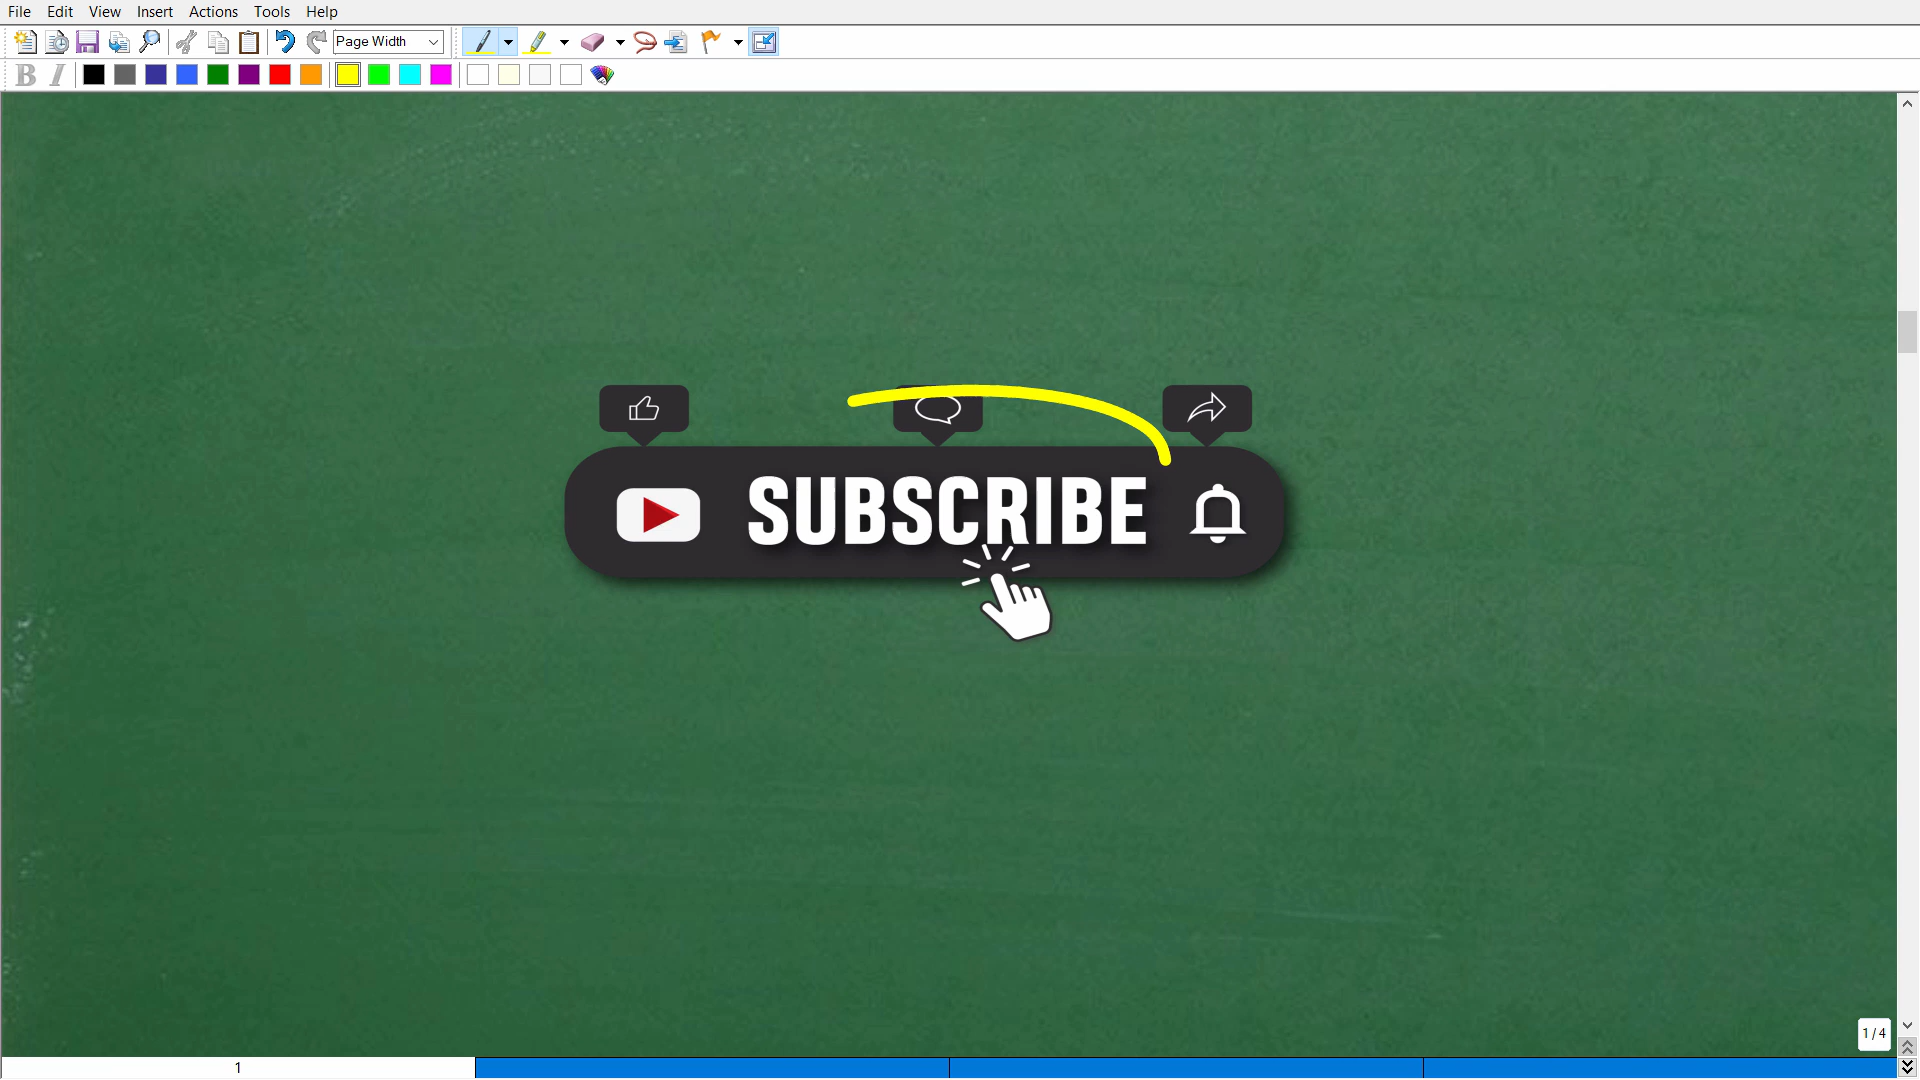 File Edit View Insert Actions Tools Help
Page Width
B I
SUBSCRIBE
1 / 4
1